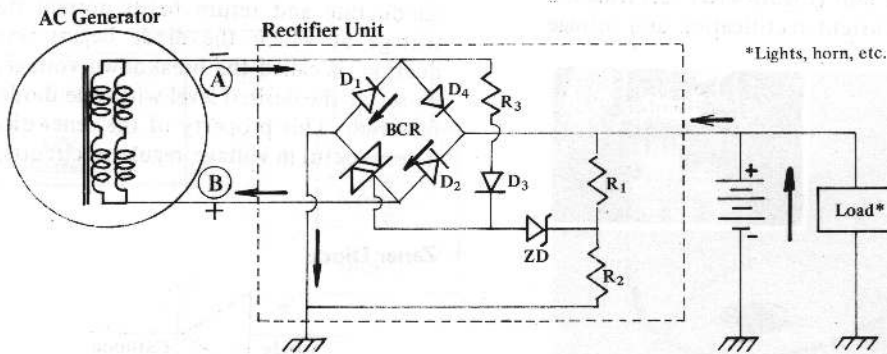 AC Generator
Rectifier Unit
*Lights, horn, etc.
A
−
D1
D4
R3
BCR
B
+
D2
D3
R1
+
Load*
−
ZD
R2